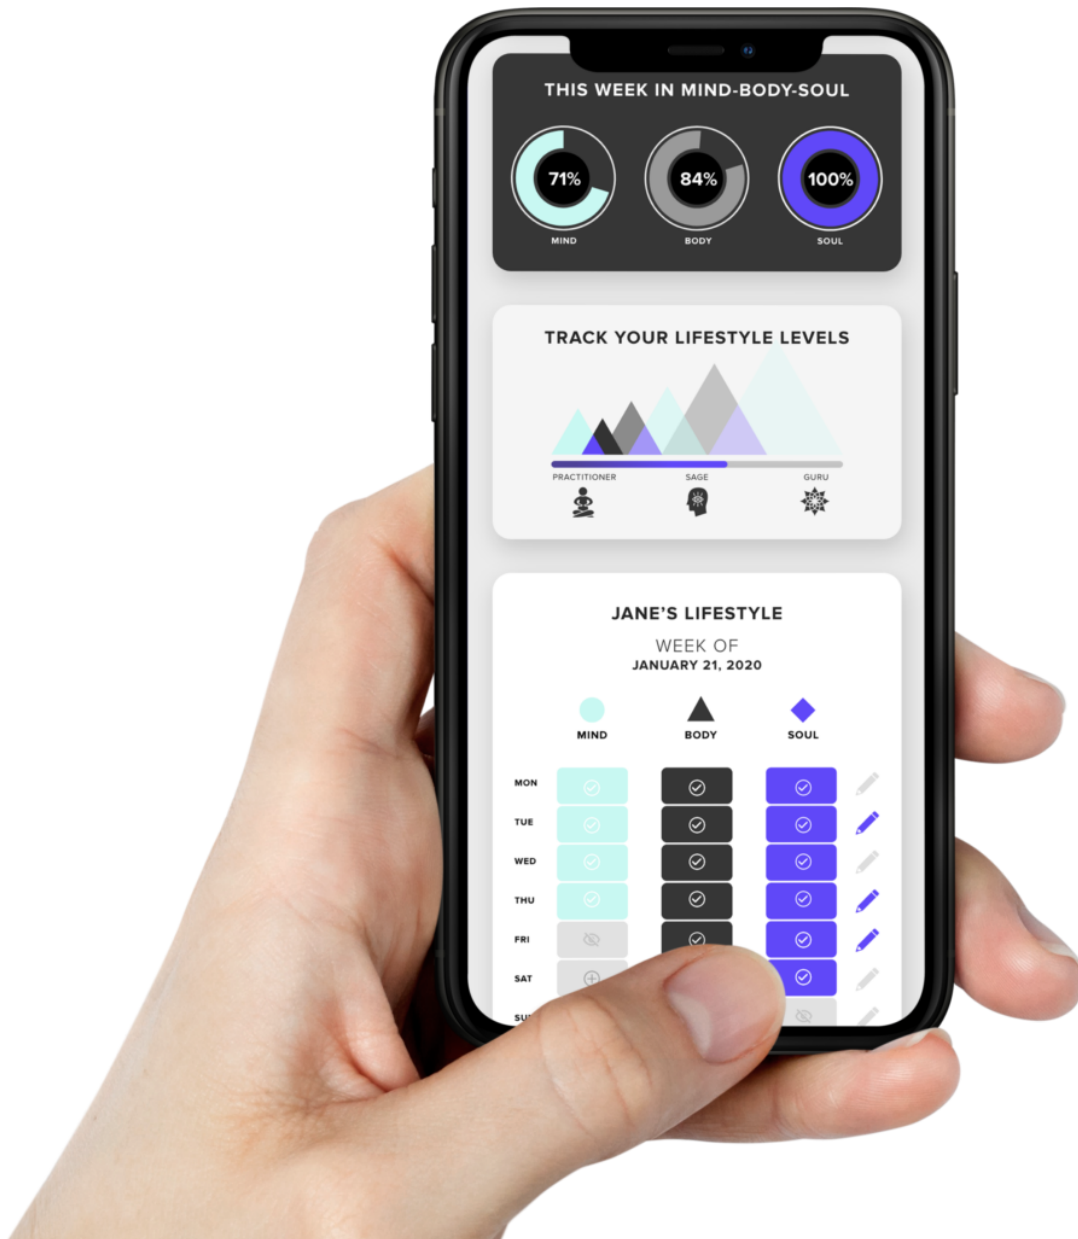 THIS WEEK IN MIND-BODY-SOUL
71% 84% 100%
MIND BODY SOUL
TRACK YOUR LIFESTYLE LEVELS
PRACTITIONER SAGE GURU
JANE'S LIFESTYLE
WEEK OF
JANUARY 21, 2020
MIND BODY SOUL
MON
TUE
WED
THU
FRI
SAT